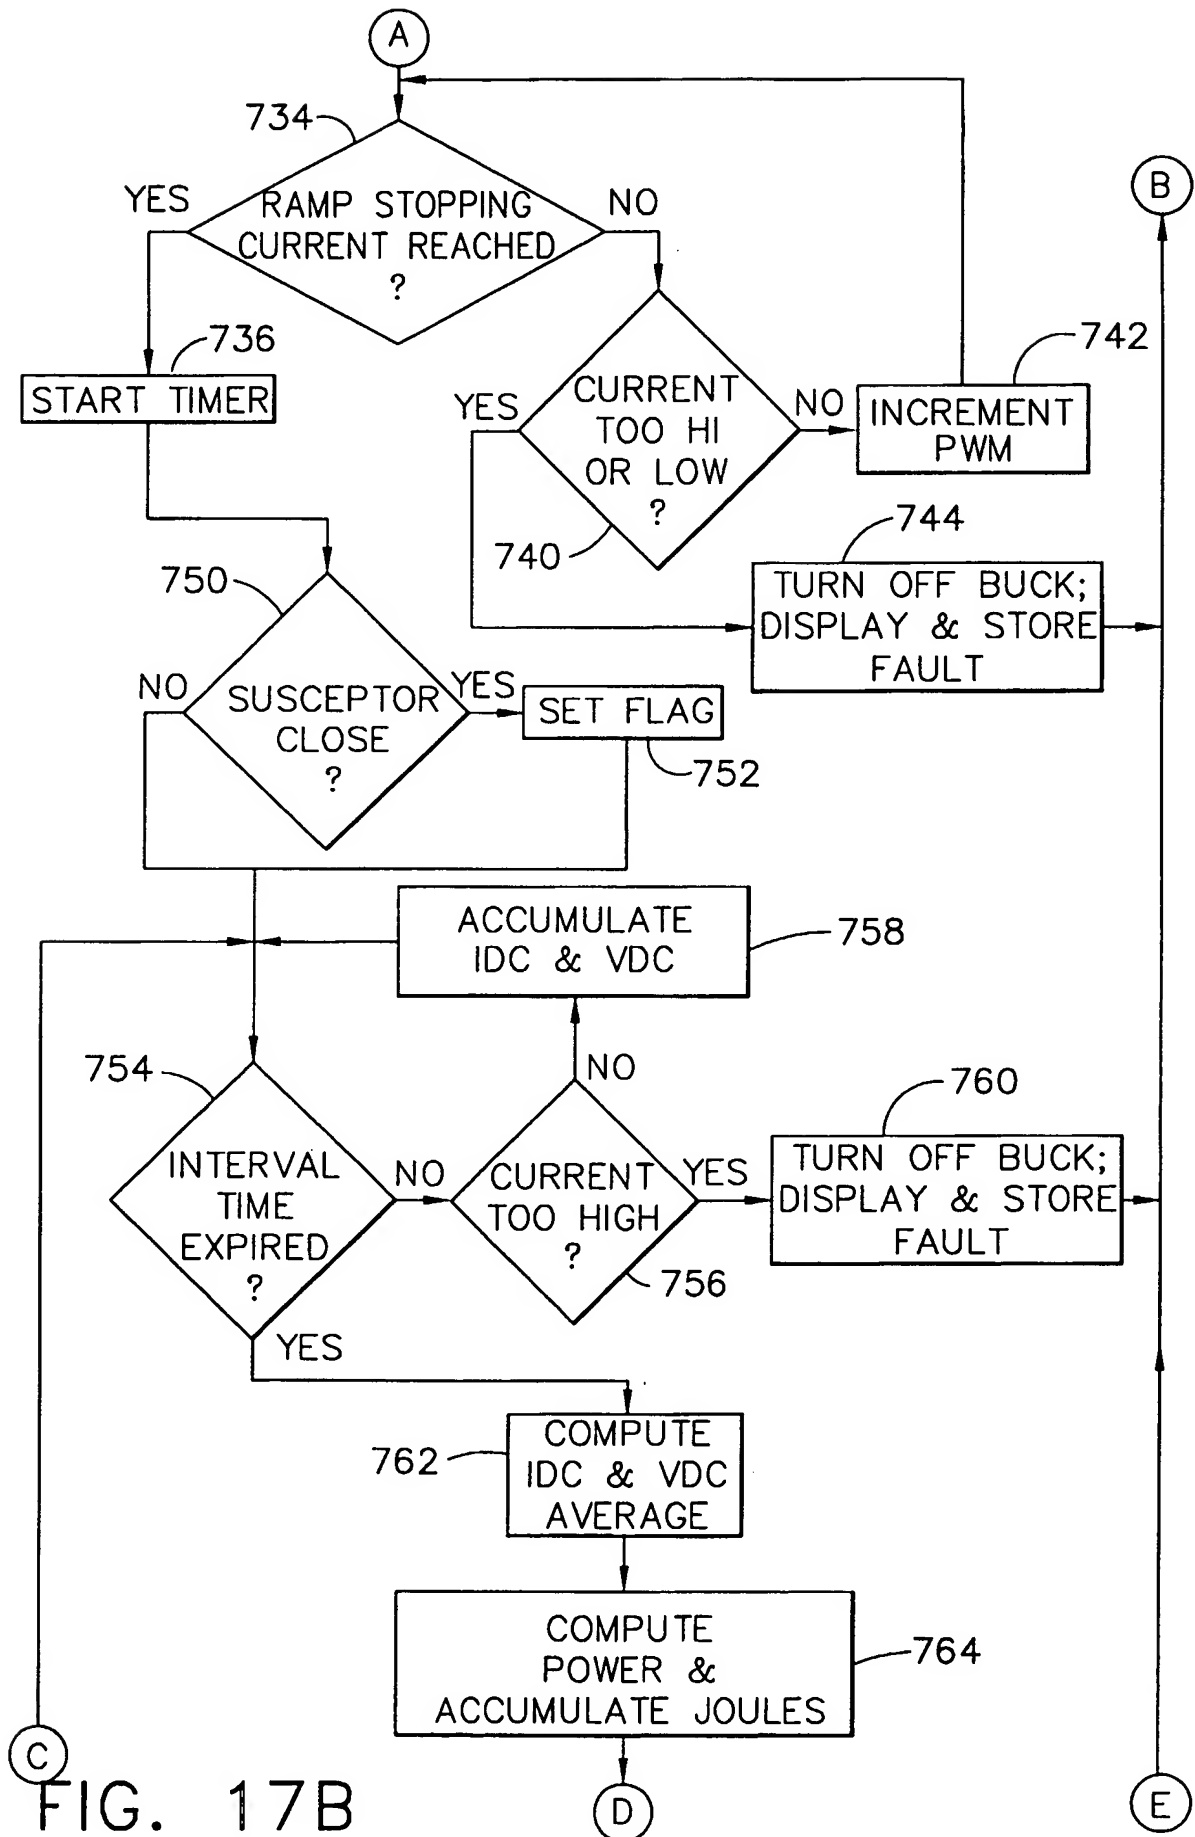 A
734
YES
RAMP STOPPING
CURRENT REACHED
?
NO
B
736
START TIMER
742
YES
CURRENT
TOO HI
OR LOW
?
NO
INCREMENT
PWM
740
744
TURN OFF BUCK;
DISPLAY & STORE
FAULT
750
NO
SUSCEPTOR
CLOSE
?
YES
SET FLAG
752
ACCUMULATE
IDC & VDC
758
754
NO
760
INTERVAL
TIME
EXPIRED
?
NO
CURRENT
TOO HIGH
?
YES
TURN OFF BUCK;
DISPLAY & STORE
FAULT
756
YES
762
COMPUTE
IDC & VDC
AVERAGE
COMPUTE
POWER &
ACCUMULATE JOULES
764
C
D
E
FIG. 17B